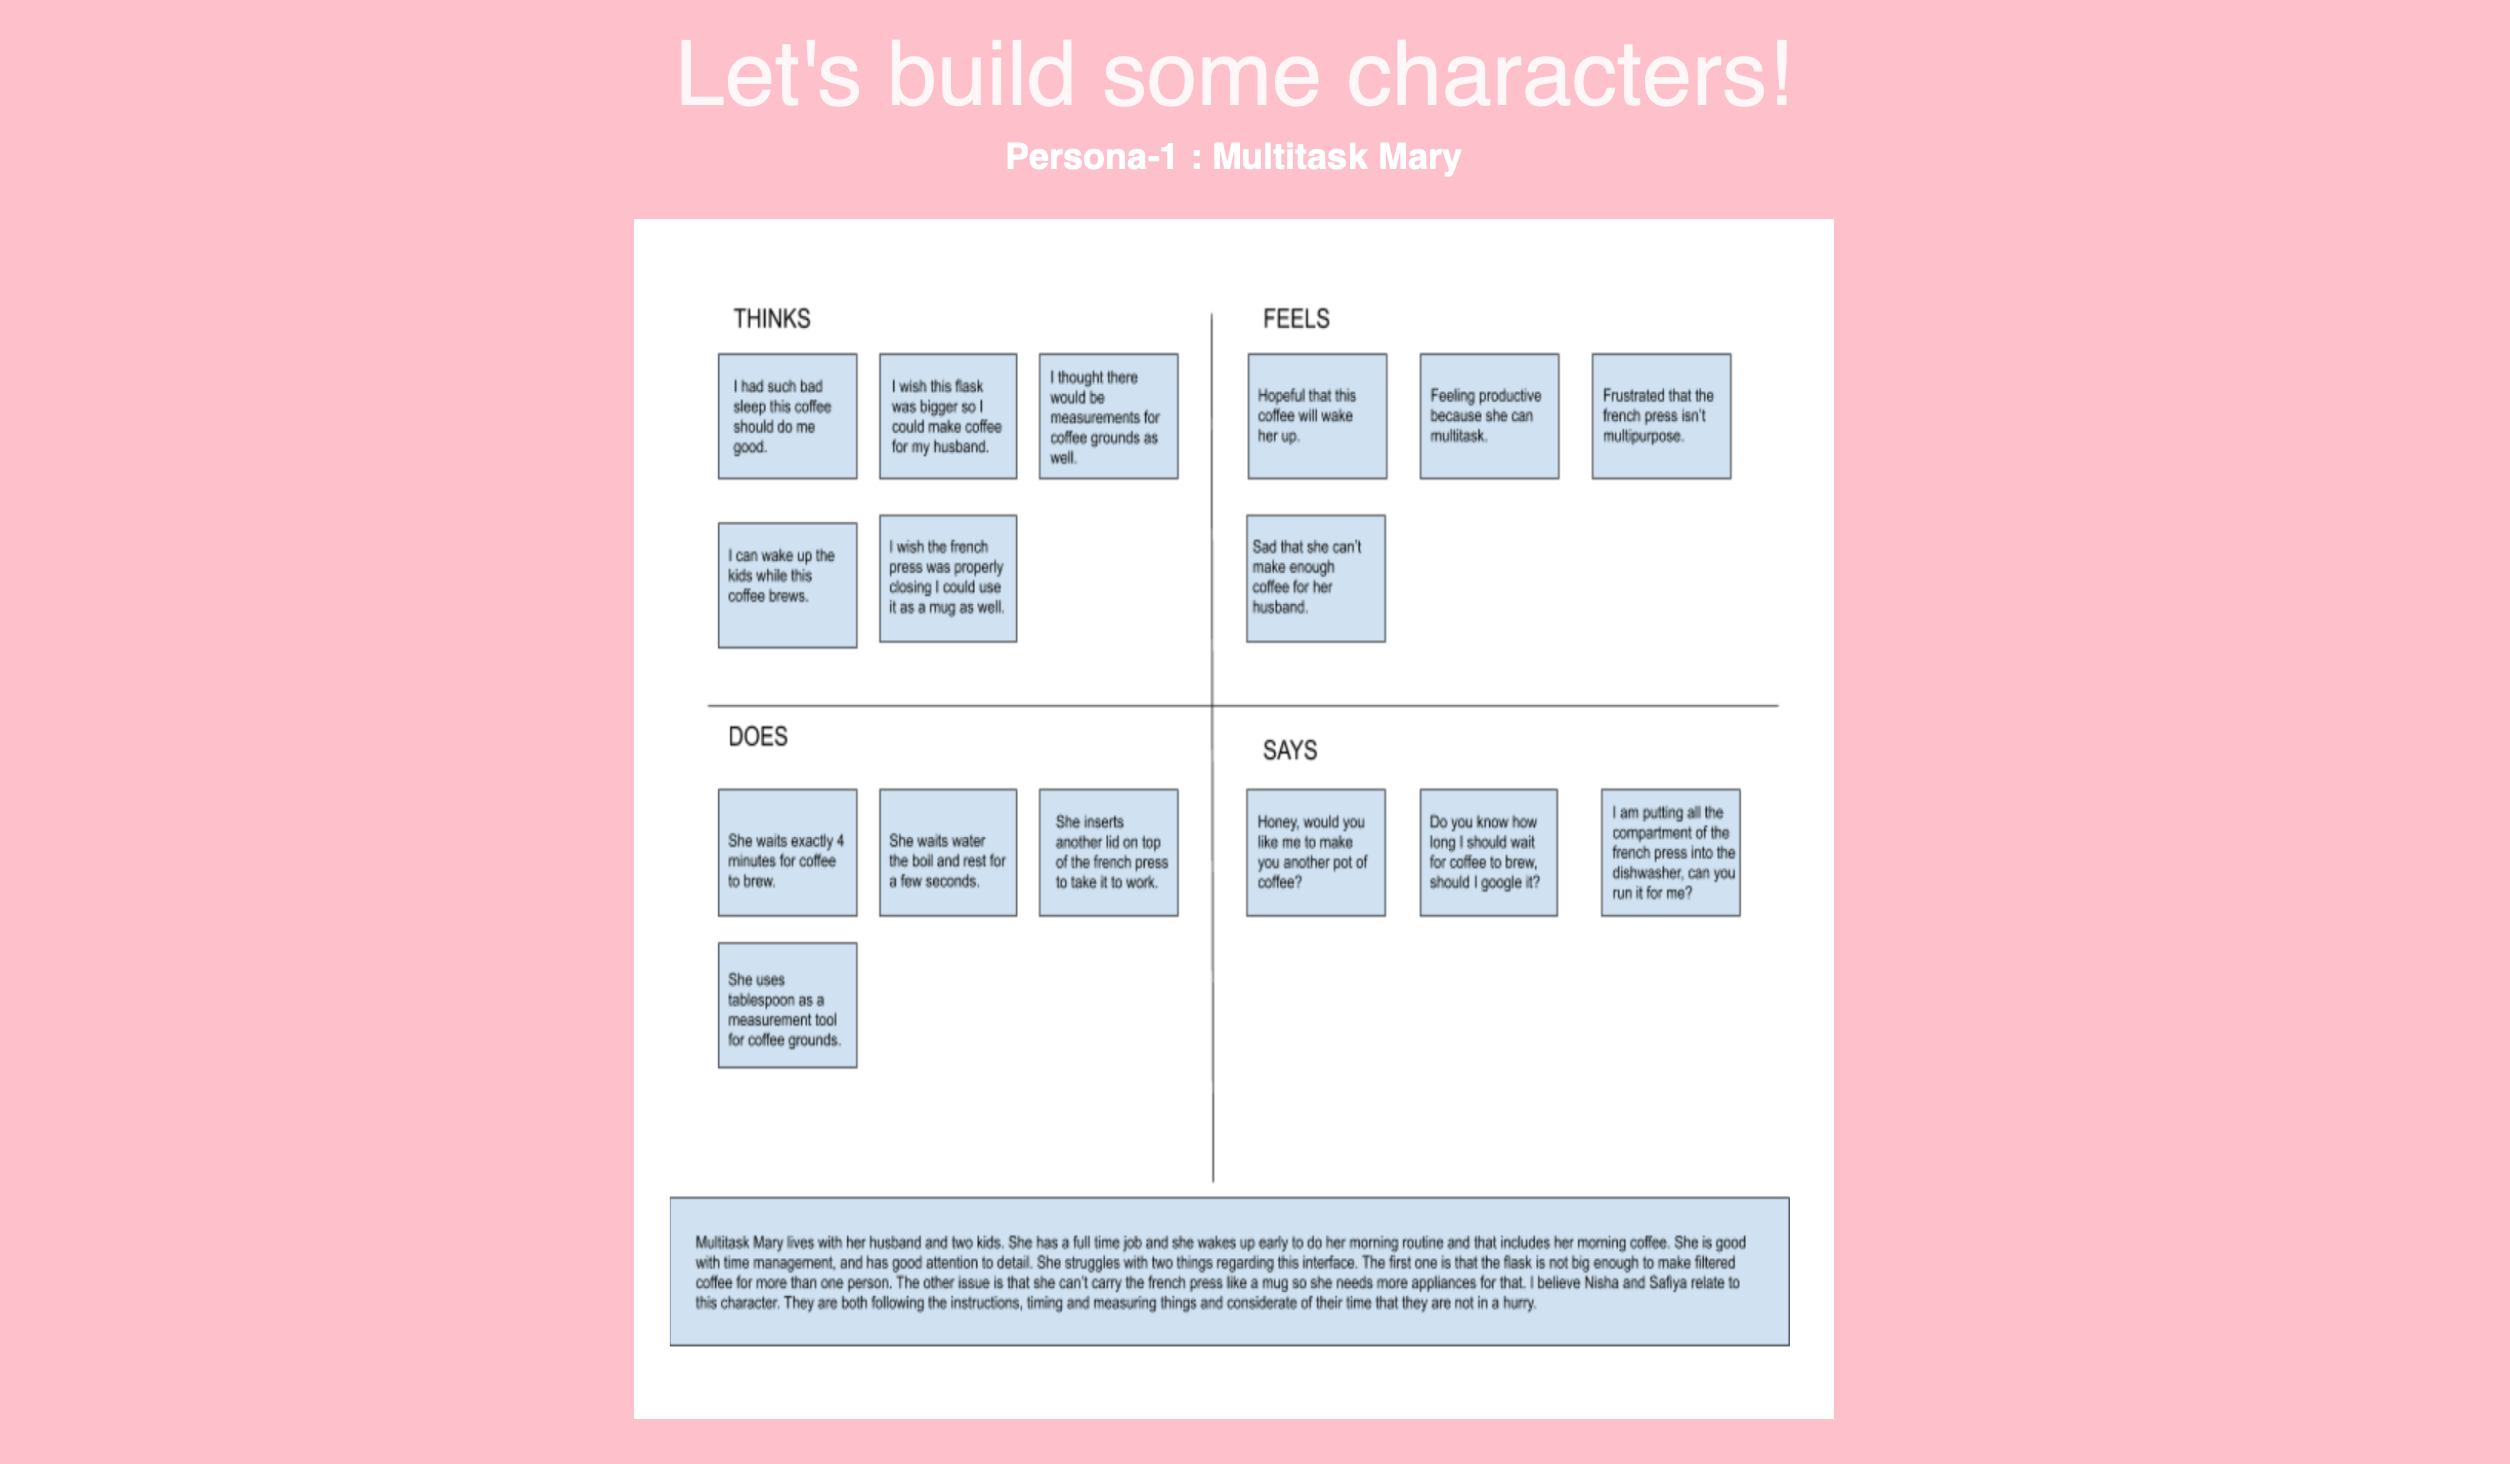 Let's build some characters!
Persona-1 : Multitask Mary
THINKS
I had such bad
sleep this coffee
should do me
good.
I wish this flask
was bigger so I
could make coffee
for my husband.
I thought there
would be
measurements for
coffee grounds as
well.
I can wake up the
kids while this
coffee brews.
I wish the french
press was properly
closing I could use
it as a mug as well.
FEELS
Hopeful that this
coffee will wake
her up.
Feeling productive
because she can
multitask.
Frustrated that the
french press isn't
multipurpose.
Sad that she can't
make enough
coffee for her
husband.
DOES
She waits exactly 4
minutes for coffee
to brew.
She waits water
the boil and rest for
a few seconds.
She inserts
another lid on top
of the french press
to take it to work.
She uses
tablespoon as a
measurement tool
for coffee grounds.
SAYS
Honey, would you
like me to make
you another pot of
coffee?
Do you know how
long I should wait
for coffee to brew,
should I google it?
I am putting all the
compartment of the
french press into the
dishwasher, can you
run it for me?
Multitask Mary lives with her husband and two kids. She has a full time job and she wakes up early to do her morning routine and that includes her morning coffee. She is good
with time management, and has good attention to detail. She struggles with two things regarding this interface. The first one is that the flask is not big enough to make filtered
coffee for more than one person. The other issue is that she can't carry the french press like a mug so she needs more appliances for that. I believe Nisha and Safiya relate to
this character. They are both following the instructions, timing and measuring things and considerate of their time that they are not in a hurry.